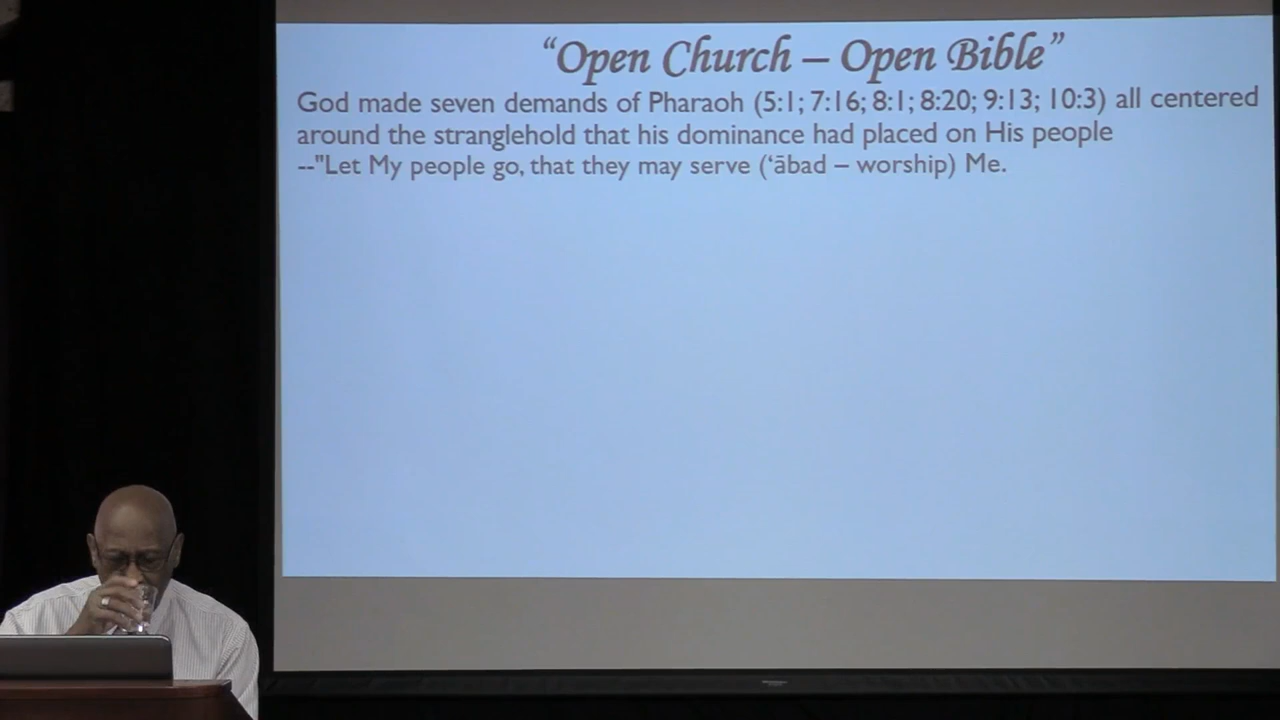 “Open Church – Open Bible”
God made seven demands of Pharaoh (5:1; 7:16; 8:1; 8:20; 9:13; 10:3) all centered
around the stranglehold that his dominance had placed on His people
--"Let My people go, that they may serve (‘ābad – worship) Me.